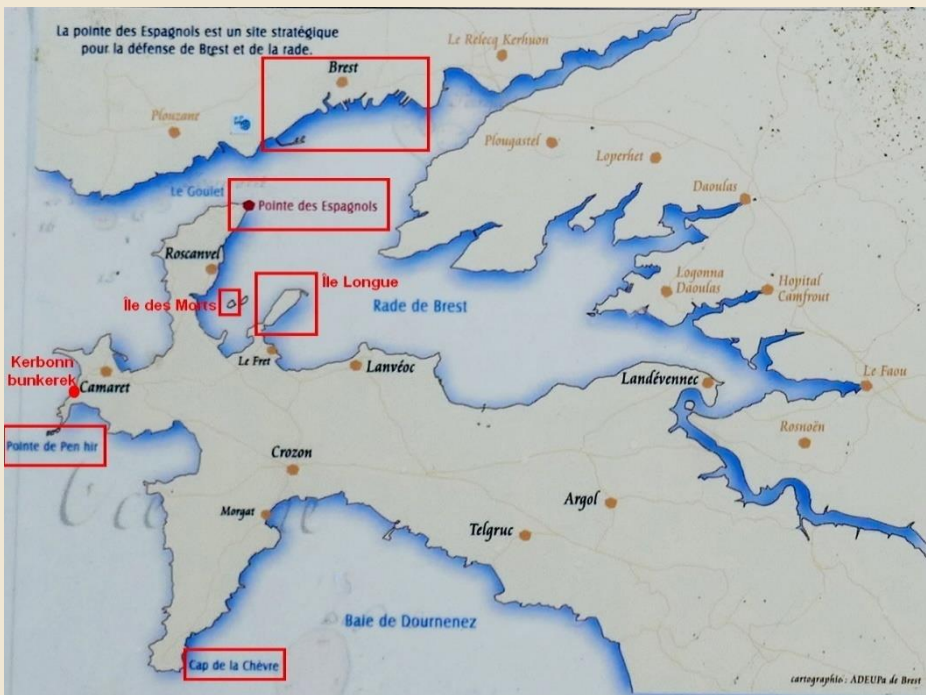 La pointe des Espagnols est un site stratégique
pour la défense de Brest et de la rade.
Le Relecq Kerhuon
Brest
Plouzané
Plougastel
Loperhet
Daoulas
Le Goulet
Pointe des Espagnols
Roscanvel
Île Longue
Île des Morts
Rade de Brest
Logonna
Daoulas
Hopital
Camfrout
Kerbonn
bunkerek
Camaret
Le Fret
Lanvéoc
Landévennec
Le Faou
Pointe de Pen hir
Rosnoën
Crozon
Argol
Morgat
Telgruc
Baie de Dournenez
Cap de la Chèvre
cartographie : ADEUPa de Brest